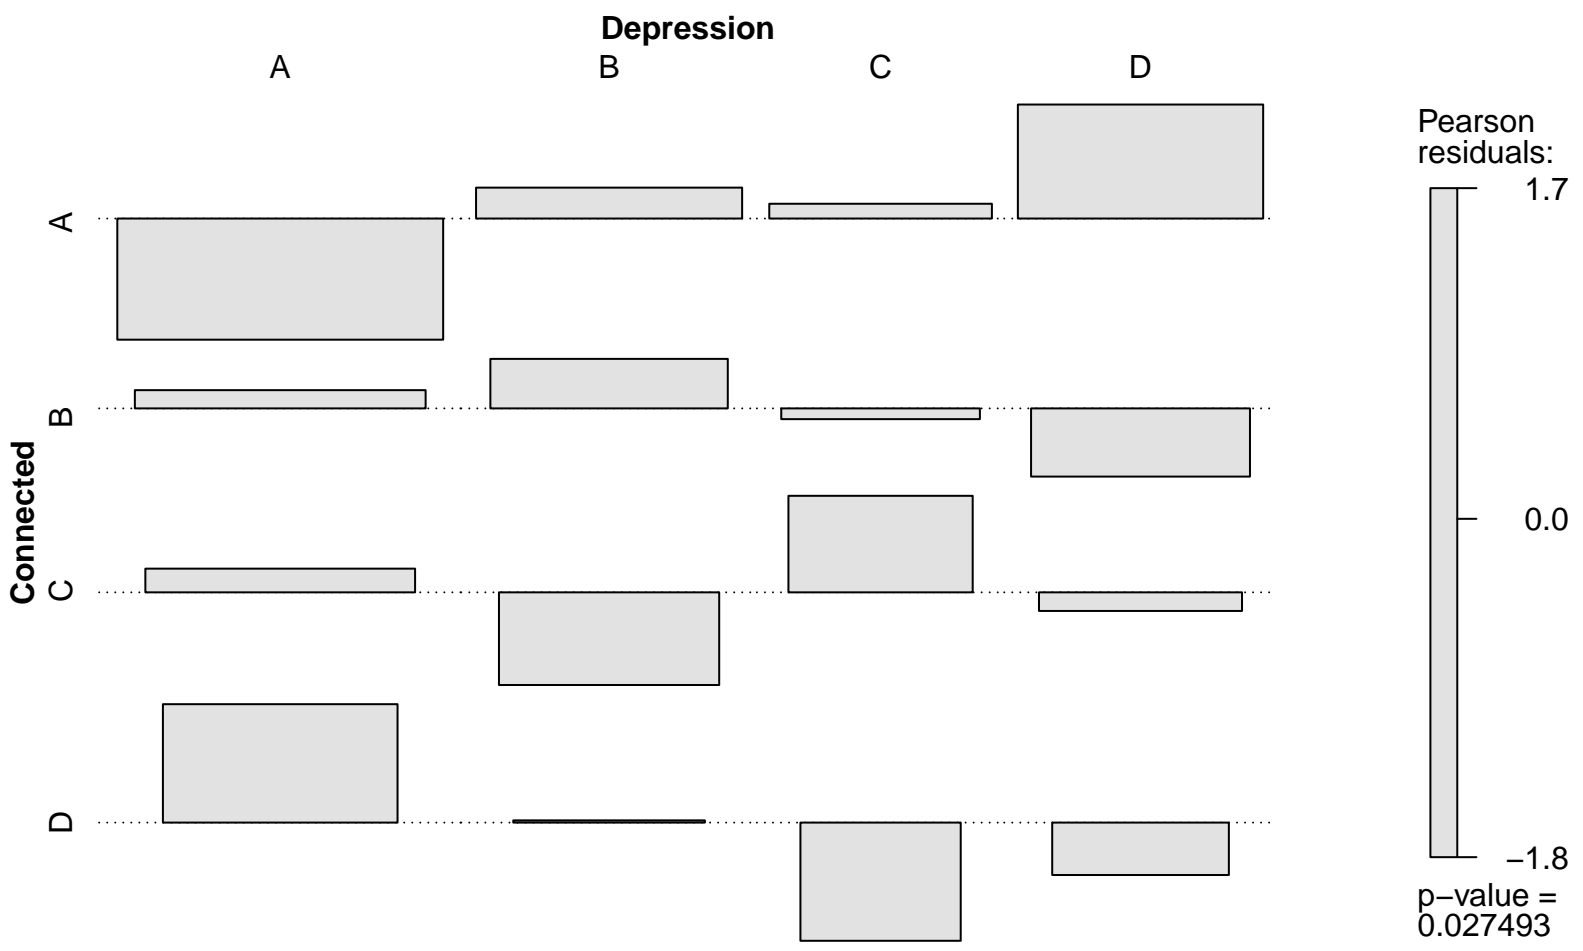 Depression
A B C D
Connected
A
B
C
D
Pearson
residuals:
1.7
0.0
−1.8
p−value =
0.027493